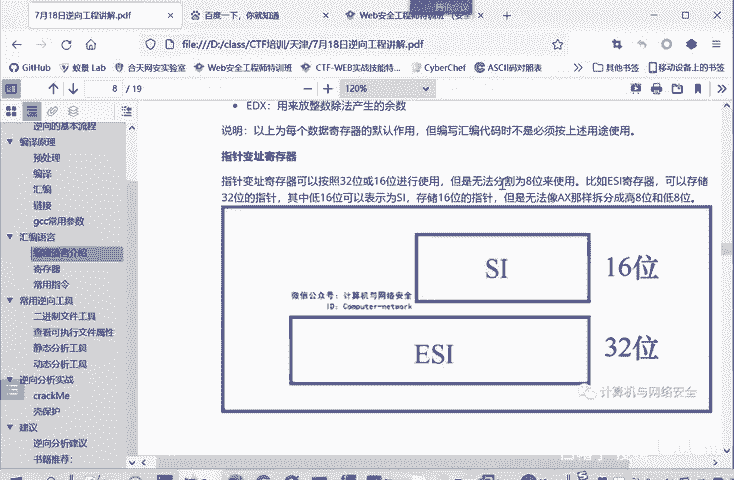 7月18日逆向工程讲解.pdf
百度一下，你就知道
Web安全工程师特训班 （安全
file:///D:/class/CTF培训/天津/7月18日逆向工程讲解.pdf
GitHub
蚁景 Lab
合天网安实验室
Web安全工程师特训班
CTF-WEB实战技能特...
CyberChef
ASCII码对照表
其他书签
移动设备上的书签
8 / 19
120%
逆向的基本流程
编译原理
预处理
编译
汇编
链接
gcc常用参数
汇编语言
寄存器
常用指令
常用逆向工具
二进制文件工具
查看可执行文件属性
静态分析工具
动态分析工具
逆向分析实战
crackMe
壳保护
建议
逆向分析建议
书籍推荐：
EDX：用来放整数除法产生的余数
说明：以上为每个数据寄存器的默认作用，但编写汇编代码时不是必须按上述用途使用。
指针变址寄存器
指针变址寄存器可以按照32位或16位进行使用，但是无法分割为8位来使用。比如ESI寄存器，可以存储
32位的指针，其中低16位可以表示为SI，存储16位的指针，但是无法像AX那样拆分成高8位和低8位。
SI
16位
微信公众号：计算机与网络安全
ID：Computer-network
ESI
32位
计算机与网络安全